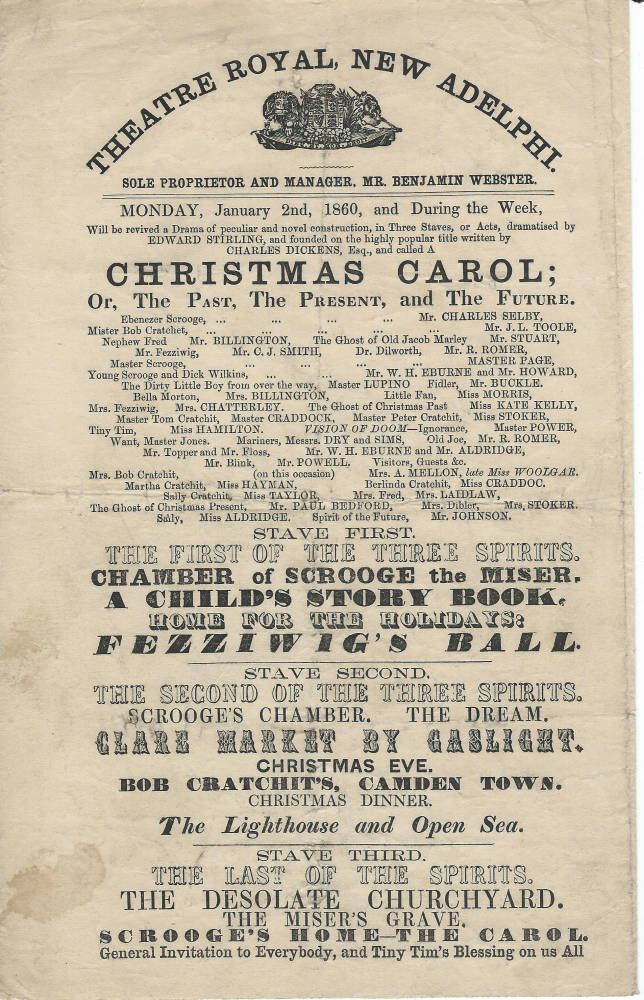 THEATRE ROYAL, NEW ADELPHI.
SOLE PROPRIETOR AND MANAGER, MR. BENJAMIN WEBSTER.
MONDAY, January 2nd, 1860, and During the Week,
Will be revived a Drama of peculiar and novel construction, in Three Staves, or Acts, dramatised by
EDWARD STIRLING, and founded on the highly popular title written by
CHARLES DICKENS, Esq., and called A
CHRISTMAS CAROL;
Or, The Past, The Present, and The Future.
Ebenezer Scrooge, ... ... ... ... Mr. CHARLES SELBY,
Mister Bob Cratchet, ... ... ... ... ... Mr. J. L. TOOLE,
Nephew Fred Mr. BILLINGTON, The Ghost of Old Jacob Marley Mr. STUART,
Mr. Fezziwig, Mr. C. J. SMITH, Dr. Dilworth, Mr. R. ROMER,
Master Scrooge, ... ... ... ... MASTER PAGE,
Young Scrooge and Dick Wilkins, ... ... Mr. W. H. EBURNE and Mr. HOWARD,
The Dirty Little Boy from over the way, Master LUPINO Fidler, Mr. BUCKLE.
Bella Morton, Mrs. BILLINGTON, Little Fan, Miss MORRIS,
Mrs. Fezziwig, Mrs. CHATTERLEY. The Ghost of Christmas Past Miss KATE KELLY,
Master Tom Cratchit, Master CRADDOCK, Master Peter Cratchit, Miss STOKER,
Tiny Tim, Miss HAMILTON. VISION OF DOOM—Ignorance, Master POWER,
Want, Master Jones. Mariners, Messrs. DRY and SIMS, Old Joe, Mr. R. ROMER,
Mr. Topper and Mr. Floss, Mr. W. H. EBURNE and Mr. ALDRIDGE,
Mr. Blink, Mr. POWELL. Visitors, Guests &c.
Mrs. Bob Cratchit, (on this occasion) Mrs. A. MELLON, late Miss WOOLGAR.
Martha Cratchit, Miss HAYMAN, Berlinda Cratchit, Miss CRADDOC.
Sally Cratchit, Miss TAYLOR, Mrs. Fred, Mrs. LAIDLAW,
The Ghost of Christmas Present, Mr. PAUL BEDFORD, Mrs. Dibler, Mrs. STOKER.
Sally, Miss ALDRIDGE. Spirit of the Future, Mr. JOHNSON.
STAVE FIRST.
THE FIRST OF THE THREE SPIRITS.
CHAMBER of SCROOGE the MISER.
A CHILD'S STORY BOOK.
HOME FOR THE HOLIDAYS:
FEZZIWIG'S BALL.
STAVE SECOND.
THE SECOND OF THE THREE SPIRITS.
SCROOGE'S CHAMBER. THE DREAM.
CLARE MARKET BY GASLIGHT.
CHRISTMAS EVE.
BOB CRATCHIT'S, CAMDEN TOWN.
CHRISTMAS DINNER.
The Lighthouse and Open Sea.
STAVE THIRD.
THE LAST OF THE SPIRITS.
THE DESOLATE CHURCHYARD.
THE MISER'S GRAVE.
SCROOGE'S HOME—THE CAROL.
General Invitation to Everybody, and Tiny Tim's Blessing on us All